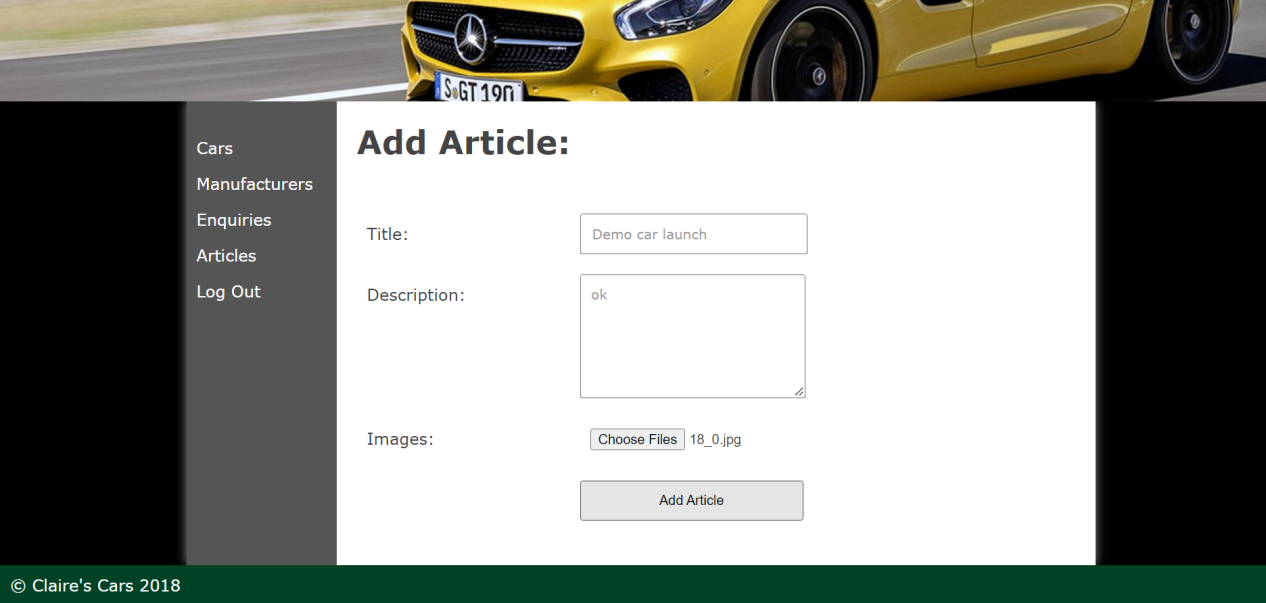 S GT 190
Add Article:
Cars
Manufacturers
Enquiries
Articles
Log Out
Title:
Demo car launch
Description:
ok
Images:
Choose Files 18_0.jpg
Add Article
© Claire's Cars 2018